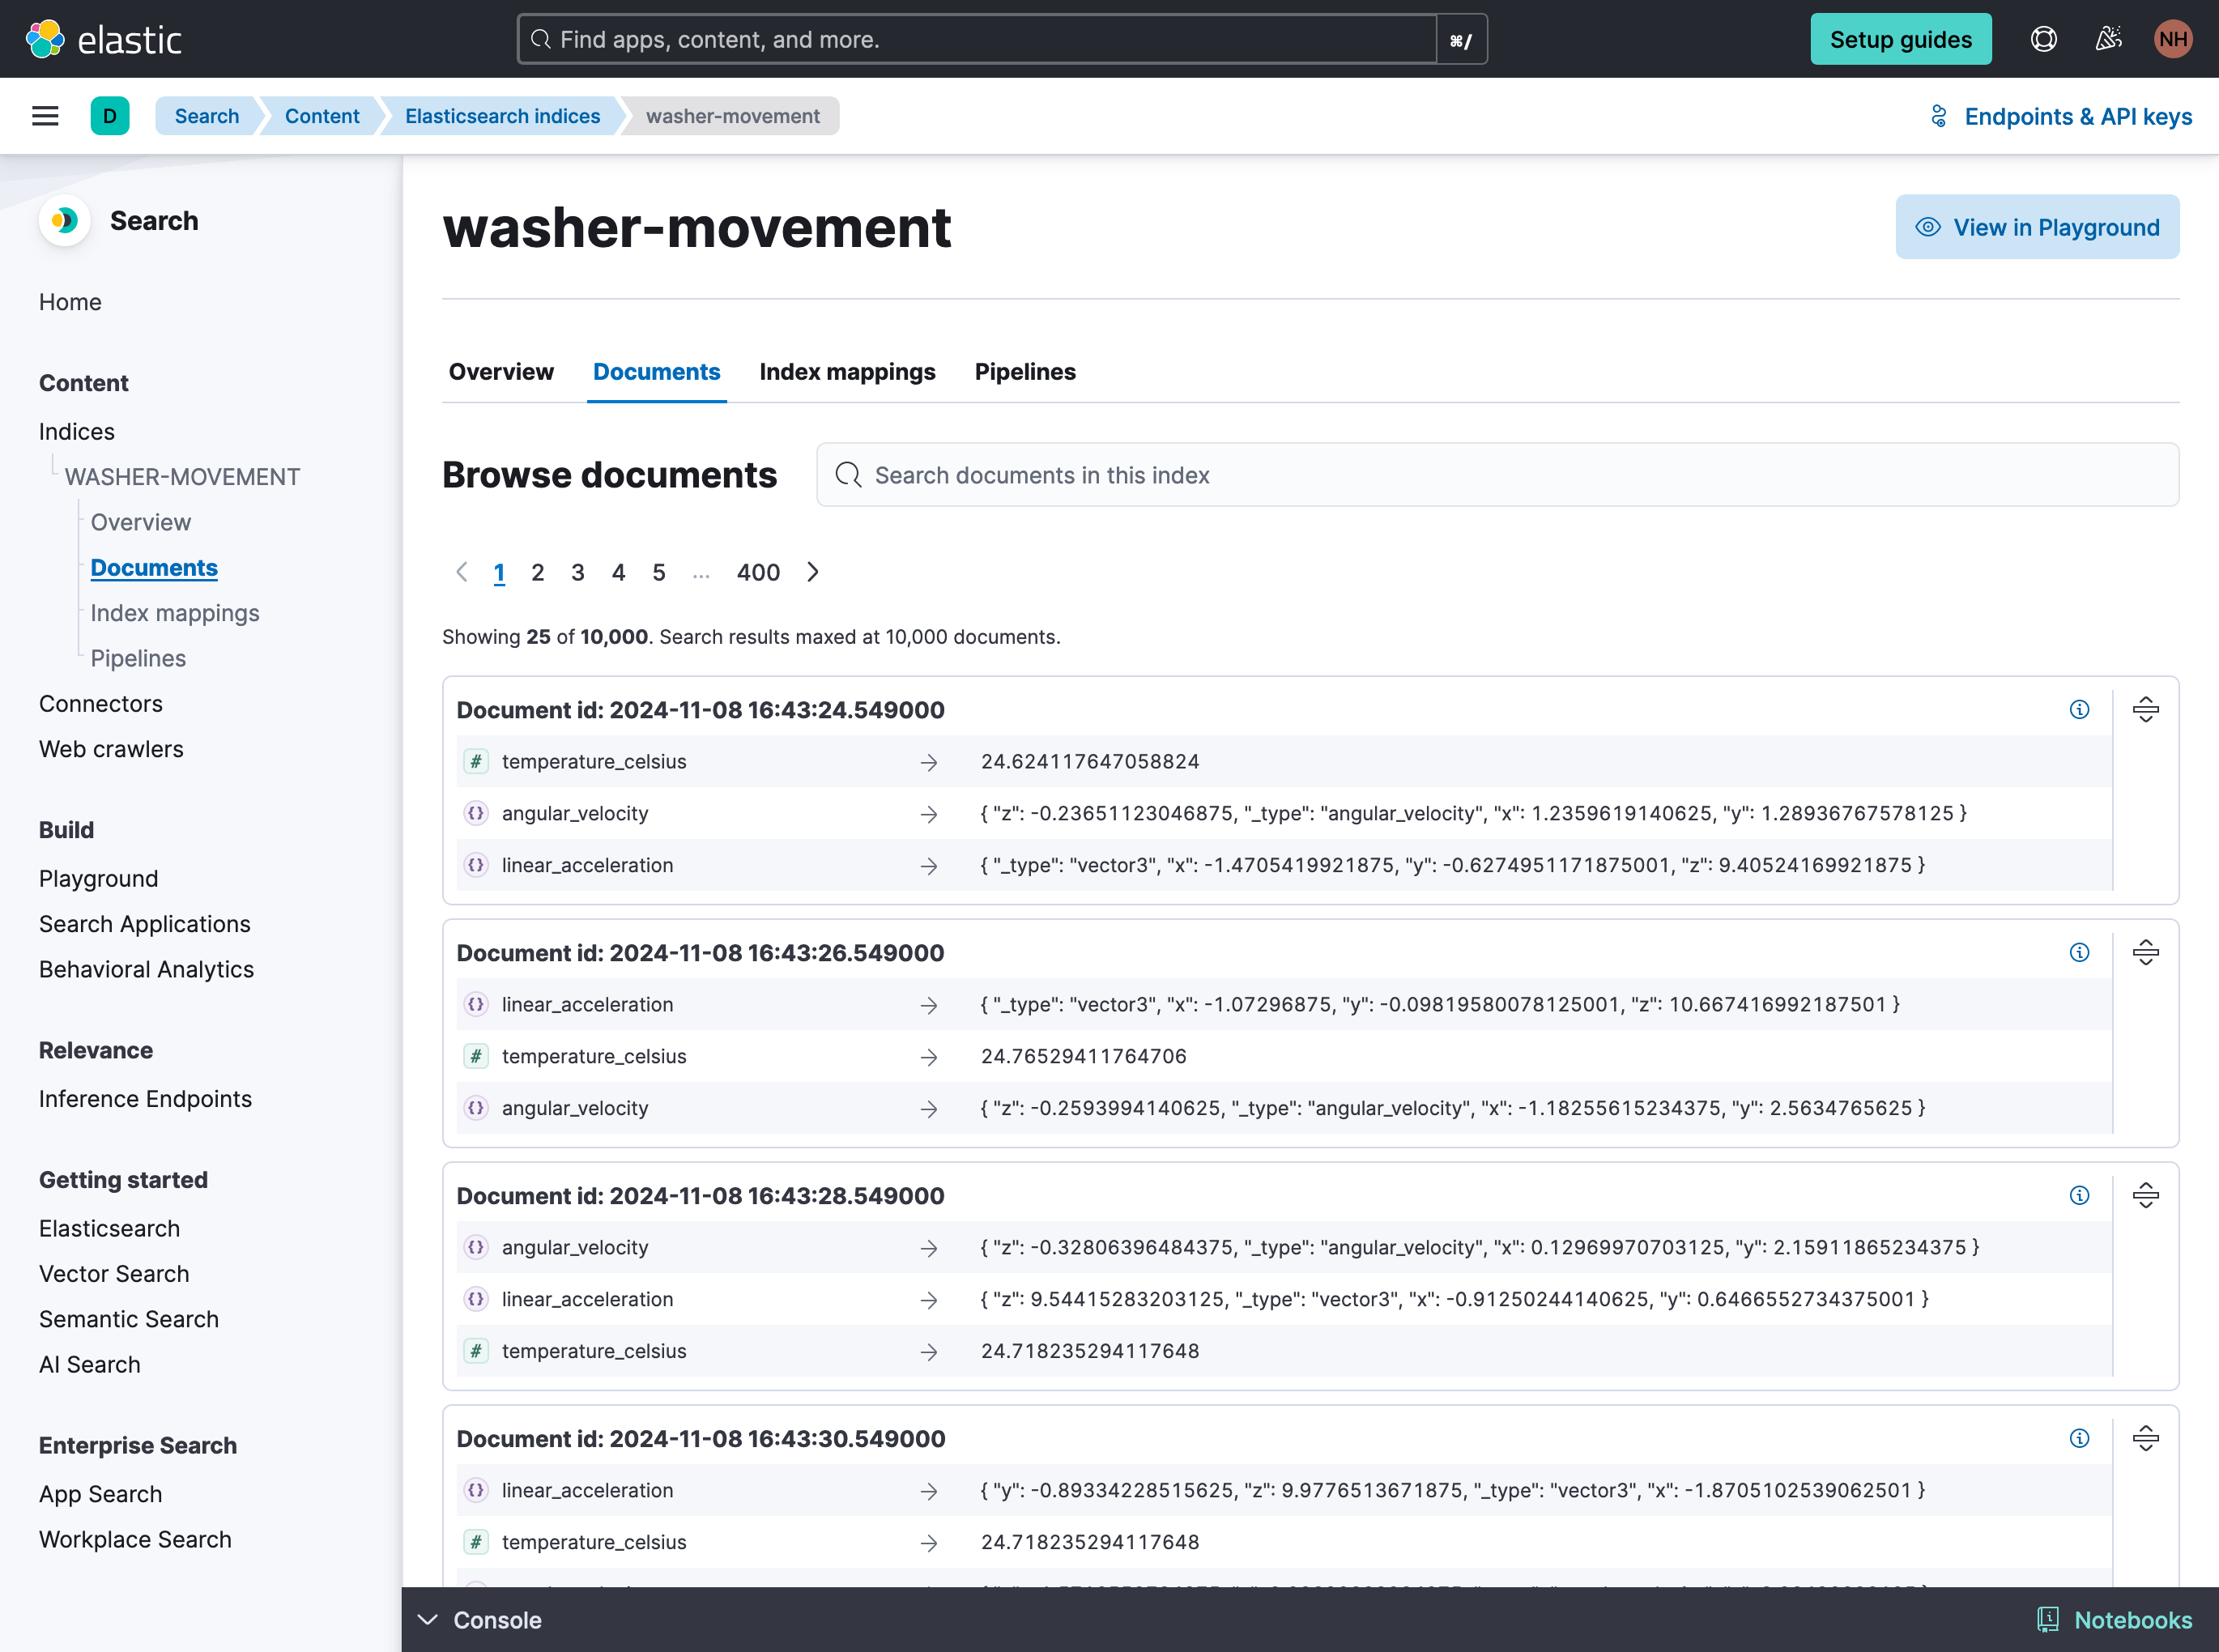 elastic
Find apps, content, and more.
⌘/
Setup guides
NH
D
Search
Content
Elasticsearch indices
washer-movement
Endpoints & API keys
Search
Home
Content
Indices
WASHER-MOVEMENT
Overview
Documents
Index mappings
Pipelines
Connectors
Web crawlers
Build
Playground
Search Applications
Behavioral Analytics
Relevance
Inference Endpoints
Getting started
Elasticsearch
Vector Search
Semantic Search
AI Search
Enterprise Search
App Search
Workplace Search
washer-movement
View in Playground
Overview Documents Index mappings Pipelines
Browse documents
Search documents in this index
1 2 3 4 5 ... 400
Showing 25 of 10,000. Search results maxed at 10,000 documents.
Document id: 2024-11-08 16:43:24.549000
# temperature_celsius → 24.624117647058824
{} angular_velocity → { "z": -0.23651123046875, "_type": "angular_velocity", "x": 1.2359619140625, "y": 1.28936767578125 }
{} linear_acceleration → { "_type": "vector3", "x": -1.4705419921875, "y": -0.6274951171875001, "z": 9.40524169921875 }
Document id: 2024-11-08 16:43:26.549000
{} linear_acceleration → { "_type": "vector3", "x": -1.07296875, "y": -0.09819580078125001, "z": 10.667416992187501 }
# temperature_celsius → 24.76529411764706
{} angular_velocity → { "z": -0.2593994140625, "_type": "angular_velocity", "x": -1.18255615234375, "y": 2.5634765625 }
Document id: 2024-11-08 16:43:28.549000
{} angular_velocity → { "z": -0.32806396484375, "_type": "angular_velocity", "x": 0.12969970703125, "y": 2.15911865234375 }
{} linear_acceleration → { "z": 9.54415283203125, "_type": "vector3", "x": -0.91250244140625, "y": 0.6466552734375001 }
# temperature_celsius → 24.718235294117648
Document id: 2024-11-08 16:43:30.549000
{} linear_acceleration → { "y": -0.89334228515625, "z": 9.9776513671875, "_type": "vector3", "x": -1.8705102539062501 }
# temperature_celsius → 24.718235294117648
Console
Notebooks